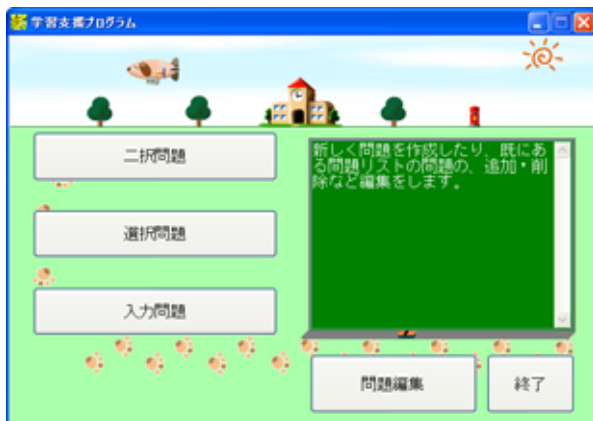 学習支援プログラム
二択問題
選択問題
入力問題
新しく問題を作成したり、既にあ
る問題リストの問題の、追加・削
除など編集をします。
問題編集
終了